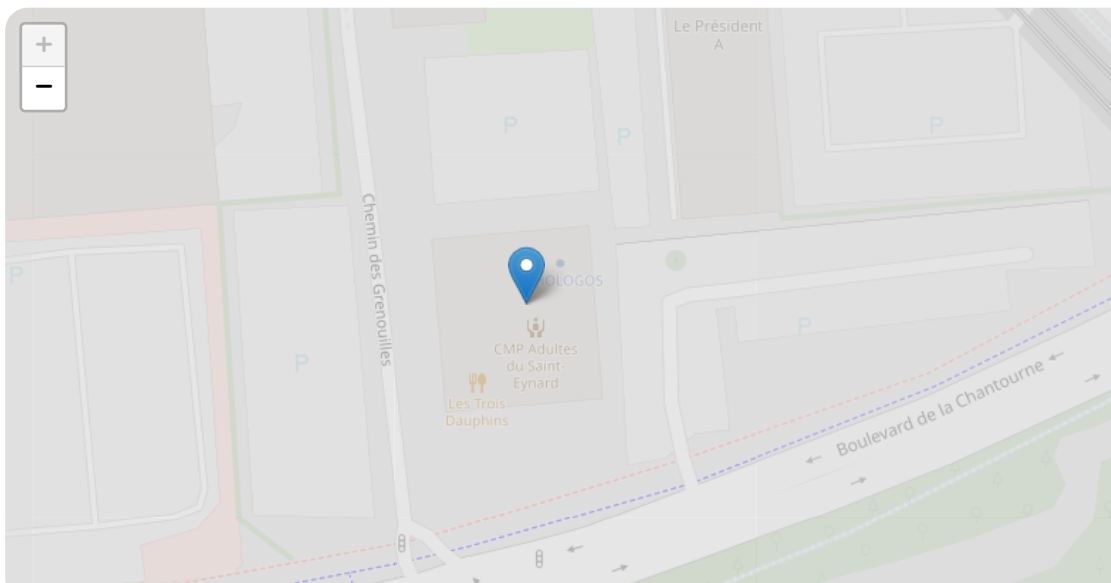 +
−
Le Président
A
P
P
P
Chemin des Grenouilles
P
OLOGOS
P
P
CMP Adultes
du Saint-
Eynard
Les Trois
Dauphins
Boulevard de la Chantourne